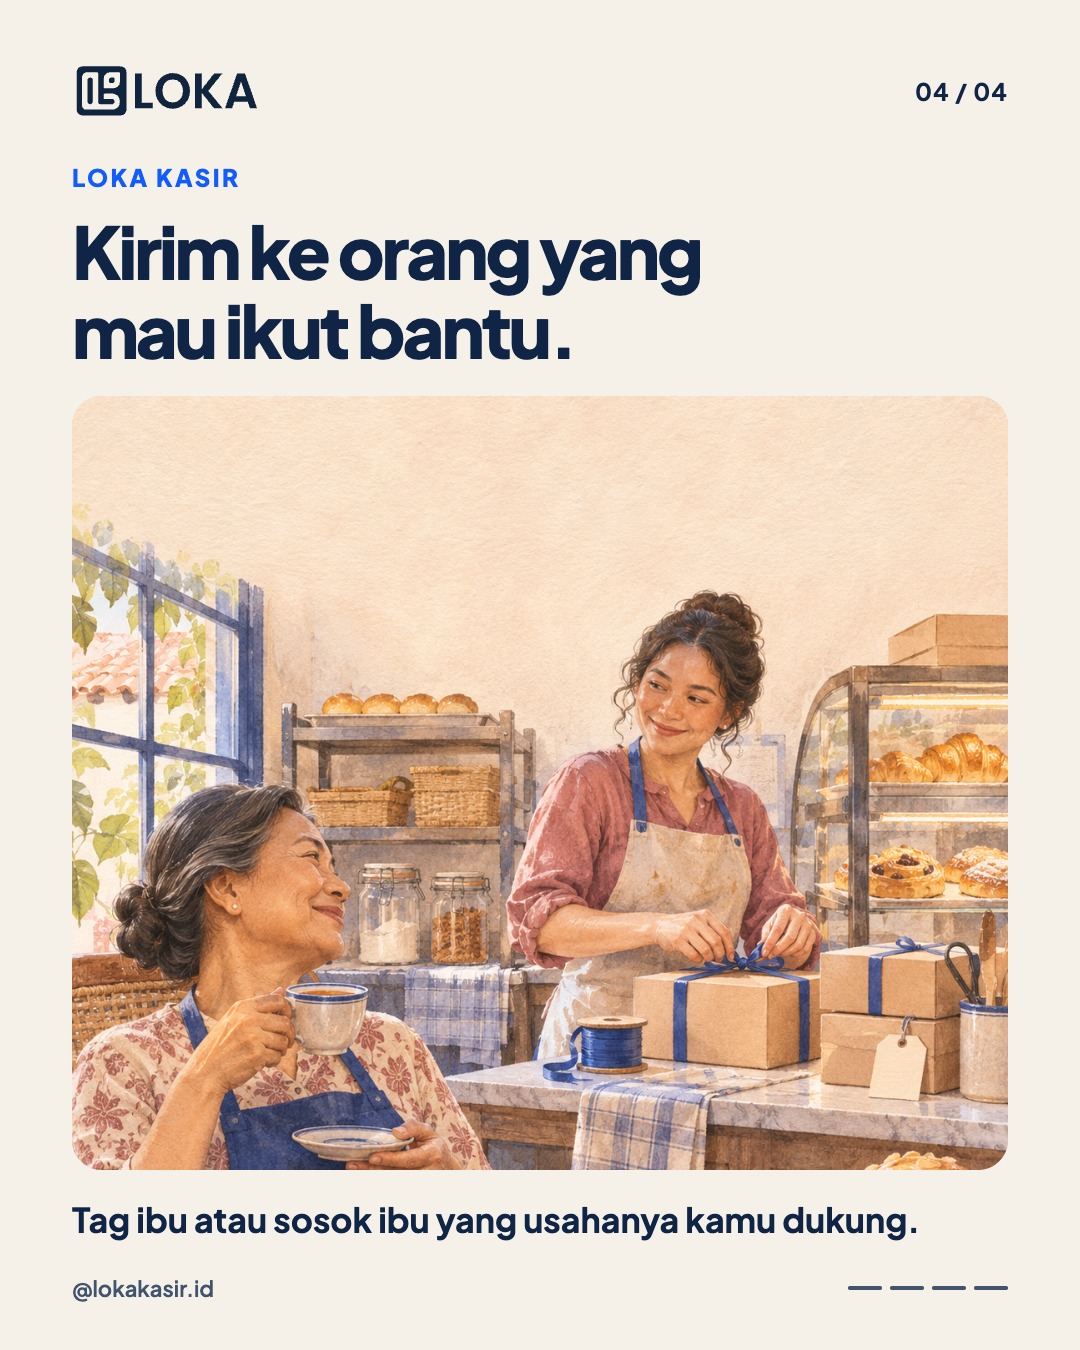 LOKA
04 / 04
LOKA KASIR
Kirim ke orang yang
mau ikut bantu.
Tag ibu atau sosok ibu yang usahanya kamu dukung.
@lokakasir.id